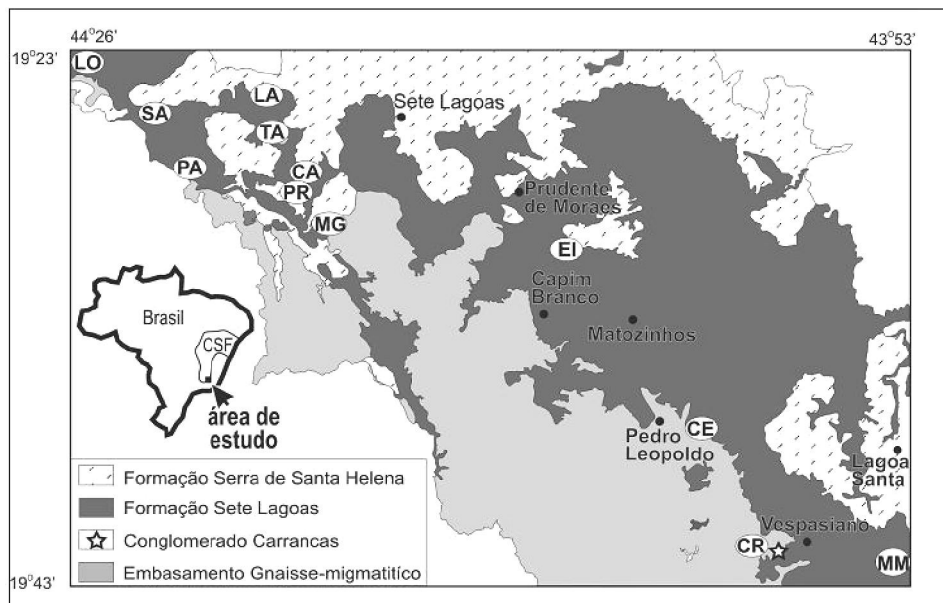 44°26'
43°53'
19°23'
LO
LA
SA
Sete Lagoas
TA
PA
CA
PR
Prudente
de Moraes
MG
EI
Capim
Branco
Brasil
Matozinhos
CSF
área de
estudo
CE
Pedro
Leopoldo
Lagoa
Santa
Formação Serra de Santa Helena
Formação Sete Lagoas
Vespasiano
Conglomerado Carrancas
CR
MM
Embasamento Gnaisse-migmatitíco
19°43'